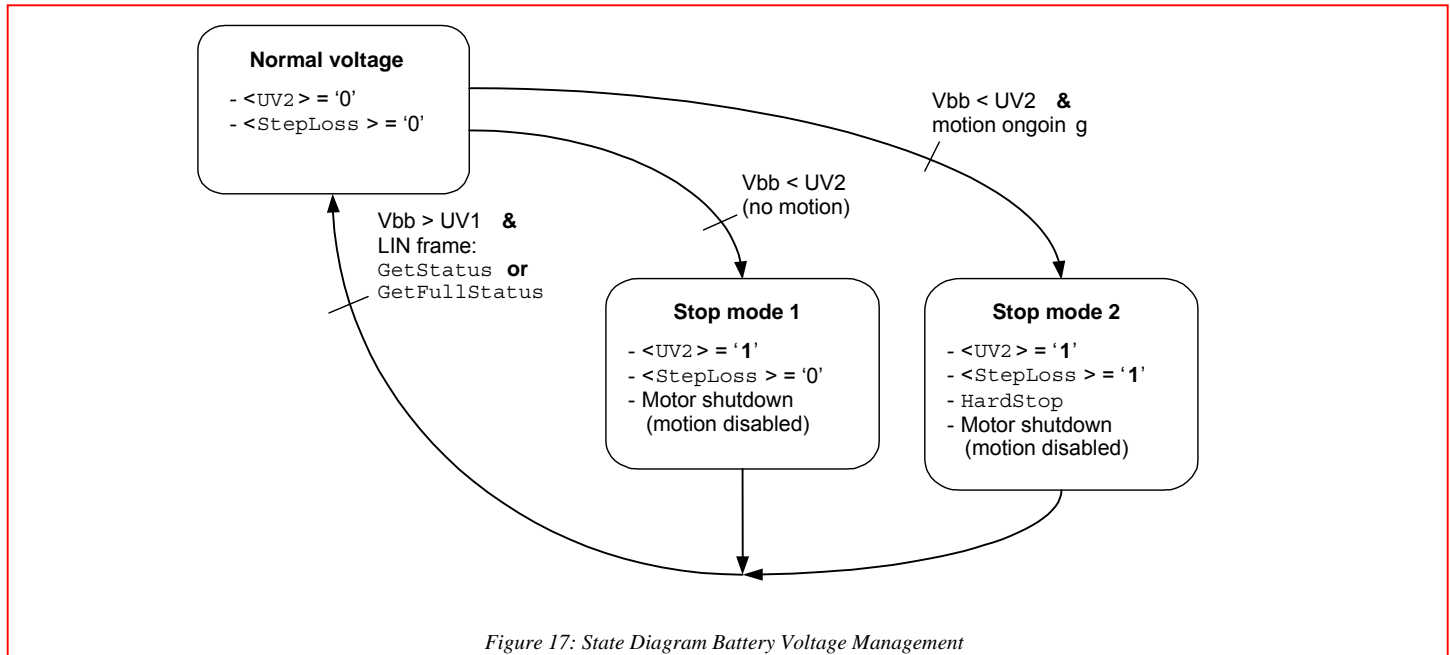 Normal voltage
- <UV2> = ‘0’
- <StepLoss > = ‘0’
Vbb < UV2 &
motion ongoin g
Vbb < UV2
(no motion)
Vbb > UV1 &
LIN frame:
GetStatus or
GetFullStatus
Stop mode 1
- <UV2> = ‘1’
- <StepLoss > = ‘0’
- Motor shutdown
(motion disabled)
Stop mode 2
- <UV2> = ‘1’
- <StepLoss > = ‘1’
- HardStop
- Motor shutdown
(motion disabled)
Figure 17: State Diagram Battery Voltage Management